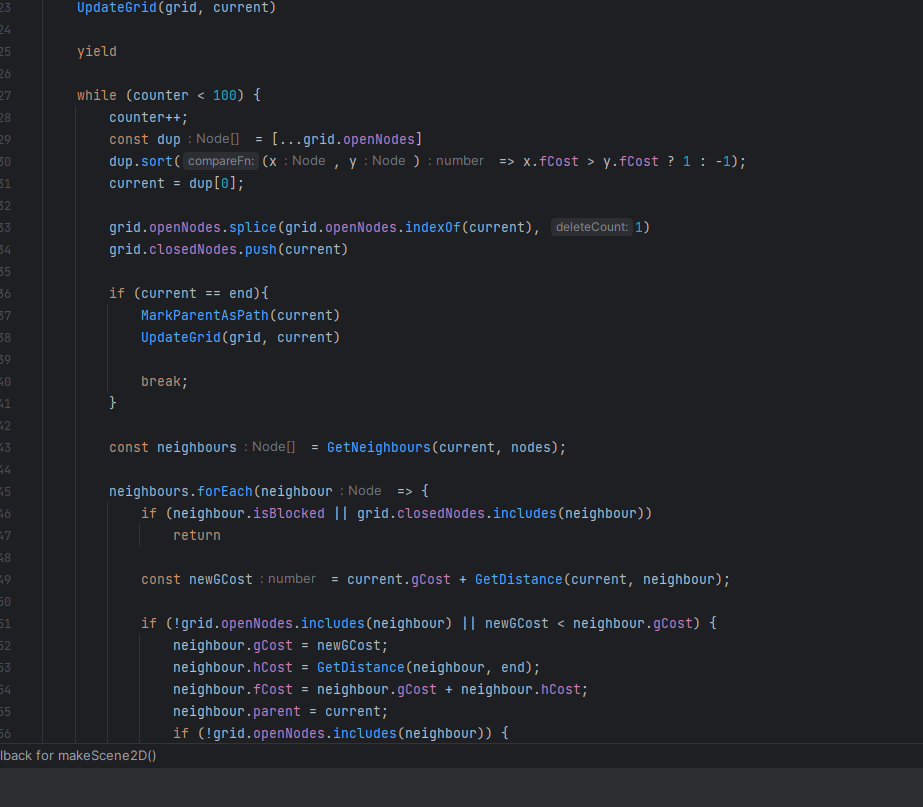 23 UpdateGrid(grid, current)
24
25 yield
26
27 while (counter < 100) {
28 counter++;
29 const dup : Node[] = [...grid.openNodes]
30 dup.sort( compareFn: (x : Node , y : Node ) : number => x.fCost > y.fCost ? 1 : -1);
31 current = dup[0];
32
33 grid.openNodes.splice(grid.openNodes.indexOf(current), deleteCount: 1)
34 grid.closedNodes.push(current)
35
36 if (current == end){
37 MarkParentAsPath(current)
38 UpdateGrid(grid, current)
39
40 break;
41 }
42
43 const neighbours : Node[] = GetNeighbours(current, nodes);
44
45 neighbours.forEach(neighbour : Node => {
46 if (neighbour.isBlocked || grid.closedNodes.includes(neighbour))
47 return
48
49 const newGCost : number = current.gCost + GetDistance(current, neighbour);
50
51 if (!grid.openNodes.includes(neighbour) || newGCost < neighbour.gCost) {
52 neighbour.gCost = newGCost;
53 neighbour.hCost = GetDistance(neighbour, end);
54 neighbour.fCost = neighbour.gCost + neighbour.hCost;
55 neighbour.parent = current;
56 if (!grid.openNodes.includes(neighbour)) {
lback for makeScene2D()